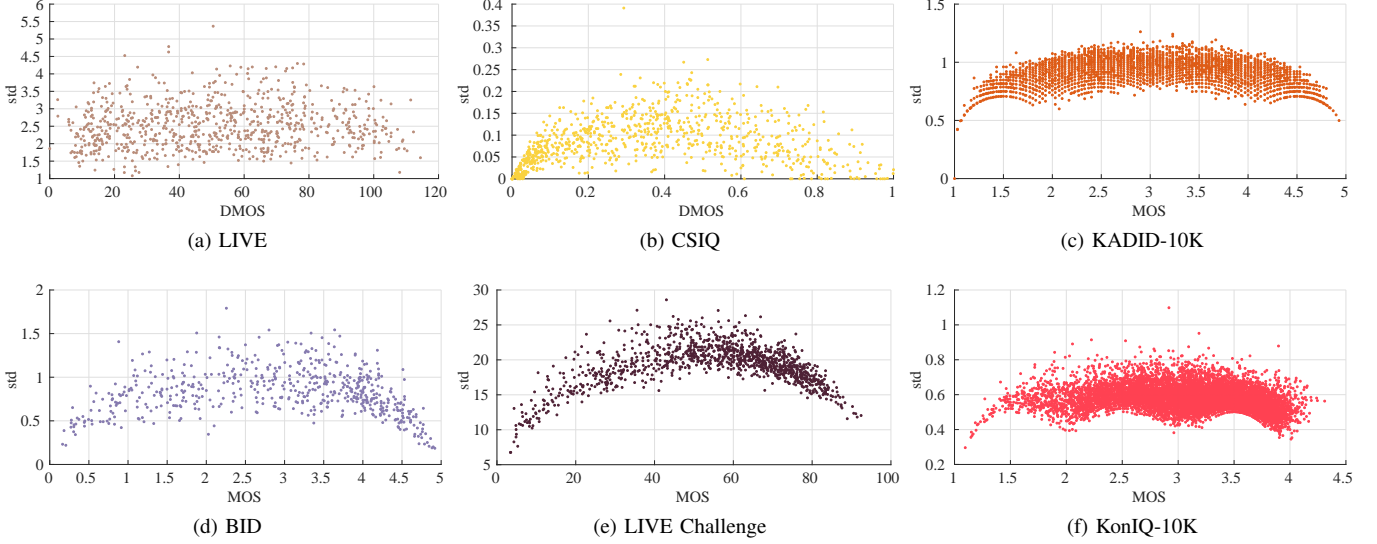 6
5.5
5
4.5
4
3.5
3
2.5
2
1.5
1
std
0 20 40 60 80 100 120
DMOS
(a) LIVE
0.4
0.35
0.3
0.25
0.2
0.15
0.1
0.05
0
std
0 0.2 0.4 0.6 0.8 1
DMOS
(b) CSIQ
1.5
1
0.5
0
std
1 1.5 2 2.5 3 3.5 4 4.5 5
MOS
(c) KADID-10K
2
1.5
1
0.5
0
std
0 0.5 1 1.5 2 2.5 3 3.5 4 4.5 5
MOS
(d) BID
30
25
20
15
10
5
std
0 20 40 60 80 100
MOS
(e) LIVE Challenge
1.2
1
0.8
0.6
0.4
0.2
std
1 1.5 2 2.5 3 3.5 4 4.5
MOS
(f) KonIQ-10K